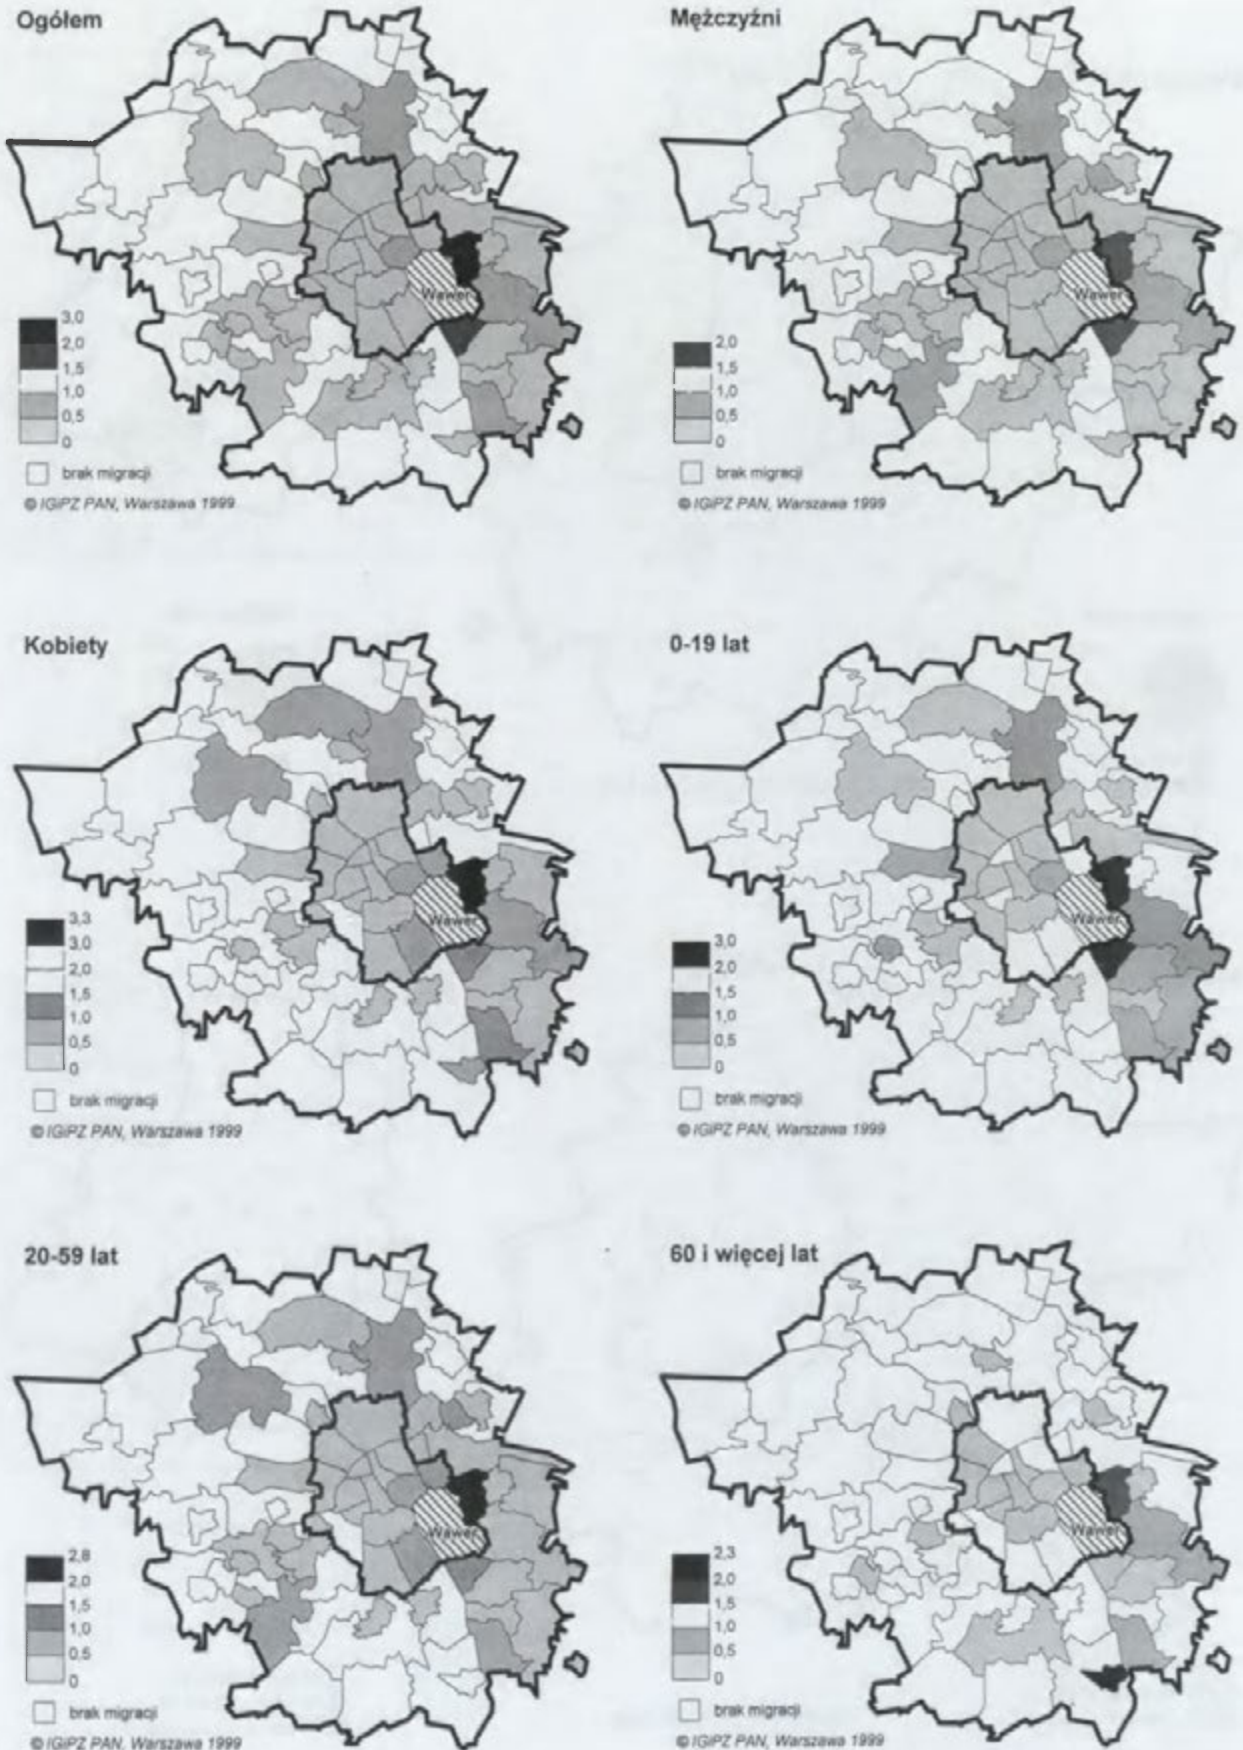 Ogółem
Wawer
3,0
2,0
1,5
1,0
0,5
0
brak migracji
© IGiPZ PAN, Warszawa 1999
Mężczyźni
Wawer
2,0
1,5
1,0
0,5
0
brak migracji
© IGiPZ PAN, Warszawa 1999
Kobiety
Wawer
3,3
3,0
2,0
1,5
1,0
0,5
0
brak migracji
© IGiPZ PAN, Warszawa 1999
0-19 lat
Wawer
3,0
2,0
1,5
1,0
0,5
0
brak migracji
© IGiPZ PAN, Warszawa 1999
20-59 lat
Wawer
2,8
2,0
1,5
1,0
0,5
0
brak migracji
© IGiPZ PAN, Warszawa 1999
60 i więcej lat
Wawer
2,3
2,0
1,5
1,0
0,5
0
brak migracji
© IGiPZ PAN, Warszawa 1999